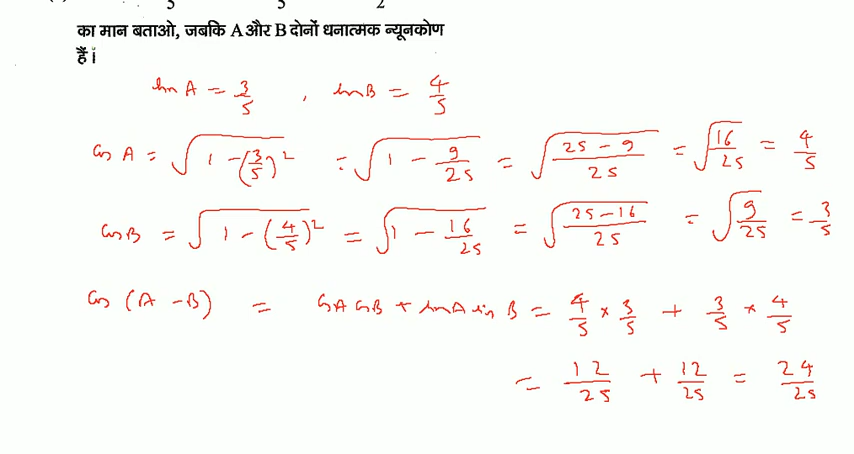 का मान बताओ, जबकि A और B दोनों धनात्मक न्यूनकोण
हैं।
sin A = 3/5 , sin B = 4/5
cos A = √(1 - (3/5)²) = √(1 - 9/25) = √((25 - 9)/25) = √(16/25) = 4/5
cos B = √(1 - (4/5)²) = √(1 - 16/25) = √((25 - 16)/25) = √(9/25) = 3/5
cos (A - B) = cos A cos B + sin A sin B = 4/5 × 3/5 + 3/5 × 4/5
= 12/25 + 12/25 = 24/25